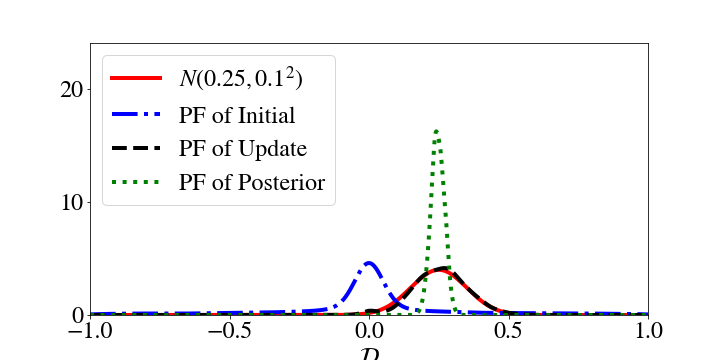 20
10
0
N(0.25, 0.1²)
PF of Initial
PF of Update
PF of Posterior
−1.0 −0.5 0.0 0.5 1.0